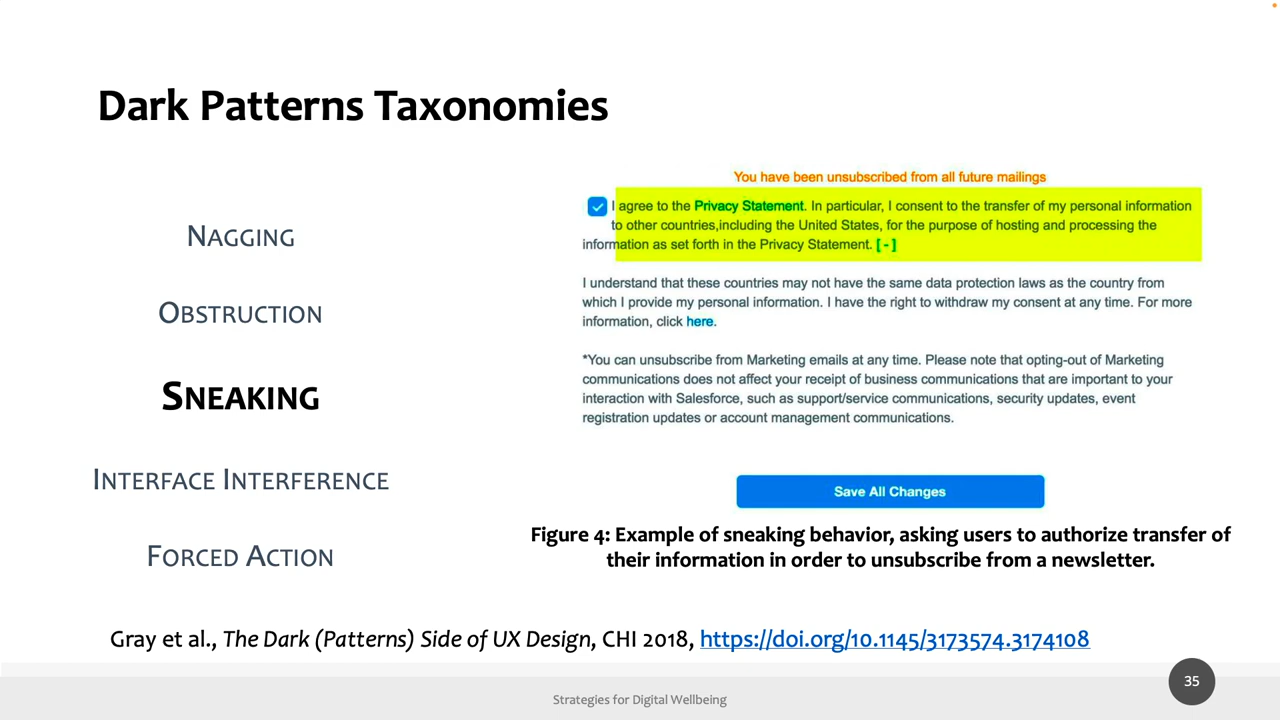 Dark Patterns Taxonomies
NAGGING
OBSTRUCTION
SNEAKING
INTERFACE INTERFERENCE
FORCED ACTION
You have been unsubscribed from all future mailings
I agree to the Privacy Statement. In particular, I consent to the transfer of my personal information
to other countries,including the United States, for the purpose of hosting and processing the
information as set forth in the Privacy Statement. [ - ]
I understand that these countries may not have the same data protection laws as the country from
which I provide my personal information. I have the right to withdraw my consent at any time. For more
information, click here.
*You can unsubscribe from Marketing emails at any time. Please note that opting-out of Marketing
communications does not affect your receipt of business communications that are important to your
interaction with Salesforce, such as support/service communications, security updates, event
registration updates or account management communications.
Save All Changes
Figure 4: Example of sneaking behavior, asking users to authorize transfer of
their information in order to unsubscribe from a newsletter.
Gray et al., The Dark (Patterns) Side of UX Design, CHI 2018, https://doi.org/10.1145/3173574.3174108
Strategies for Digital Wellbeing
35